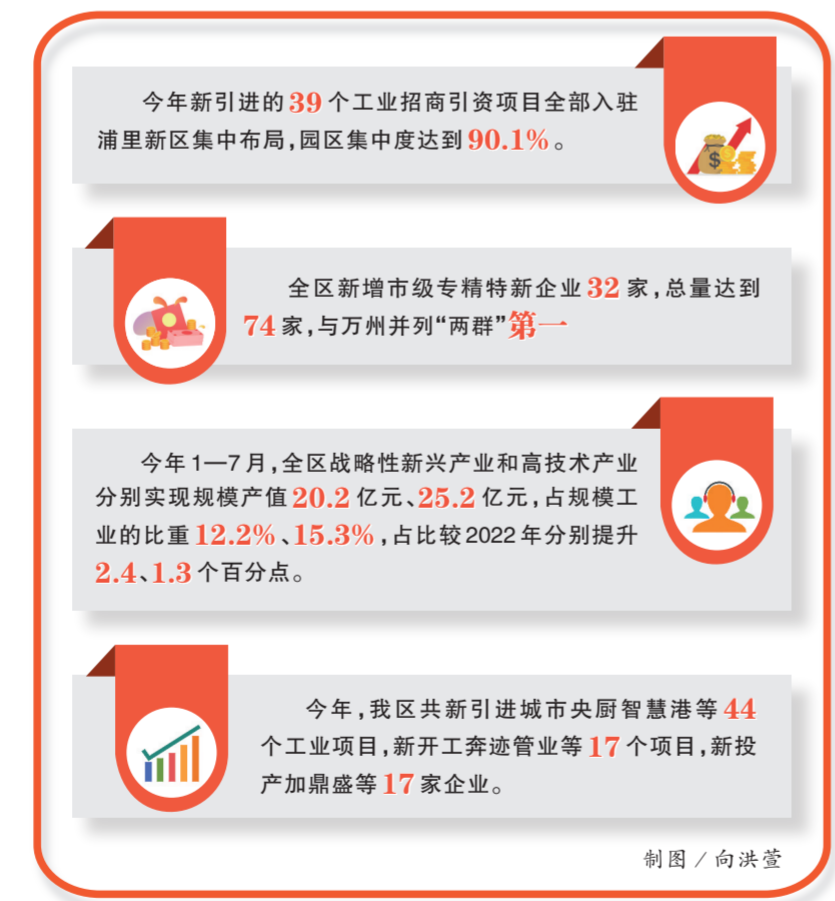 今年新引进的39个工业招商引资项目全部入驻
浦里新区集中布局,园区集中度达到90.1%。
全区新增市级专精特新企业32家,总量达到
74家,与万州并列“两群”第一
今年1—7月,全区战略性新兴产业和高技术产业
分别实现规模产值20.2亿元、25.2亿元,占规模工
业的比重12.2%、15.3%,占比较2022年分别提升
2.4、1.3个百分点。
今年,我区共新引进城市央厨智慧港等44
个工业项目,新开工奔迹管业等17个项目,新投
产加鼎盛等17家企业。
制图/向洪萱